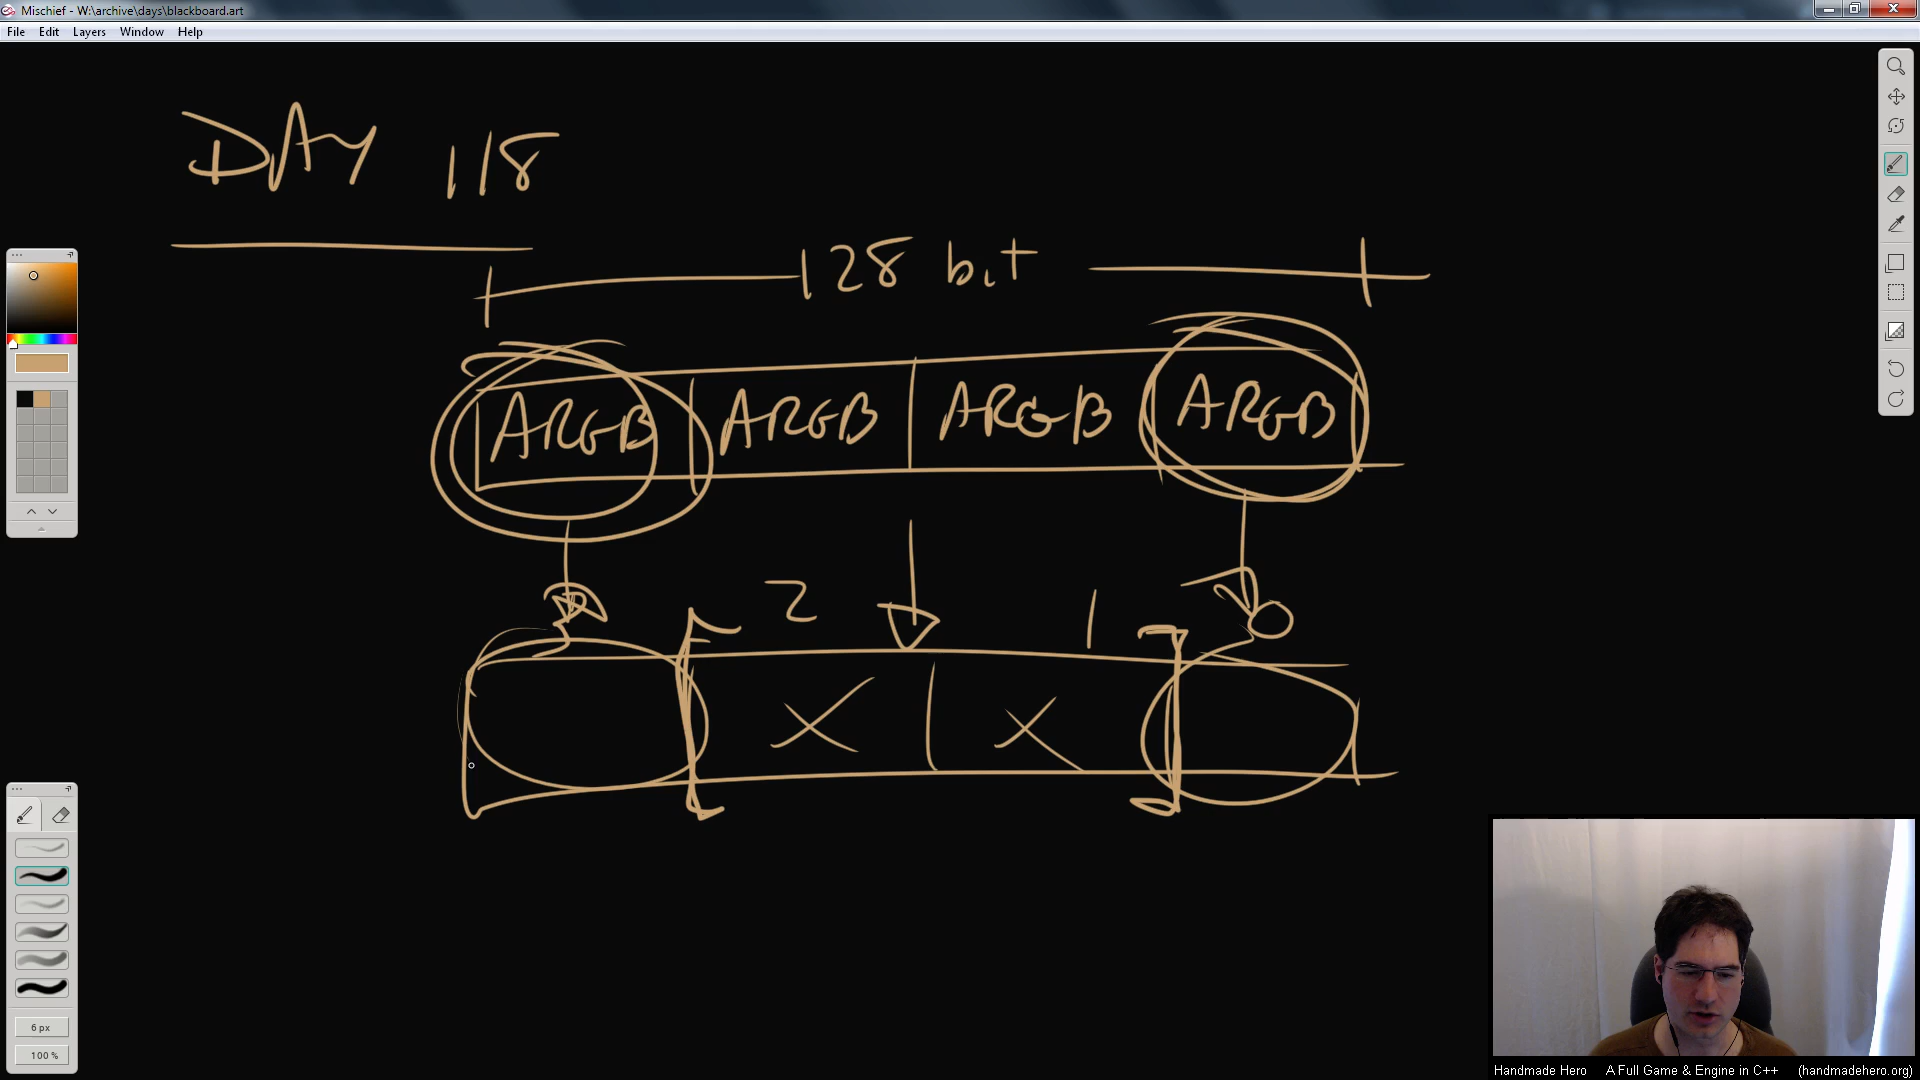 Mischief - W:\archive\days\blackboard.art
File Edit Layers Window Help
DAY 118
128 bit
ARGB ARGB ARGB ARGB
2 1 0
X X
6 px
100 %
Handmade Hero A Full Game & Engine in C++ (handmadehero.org)